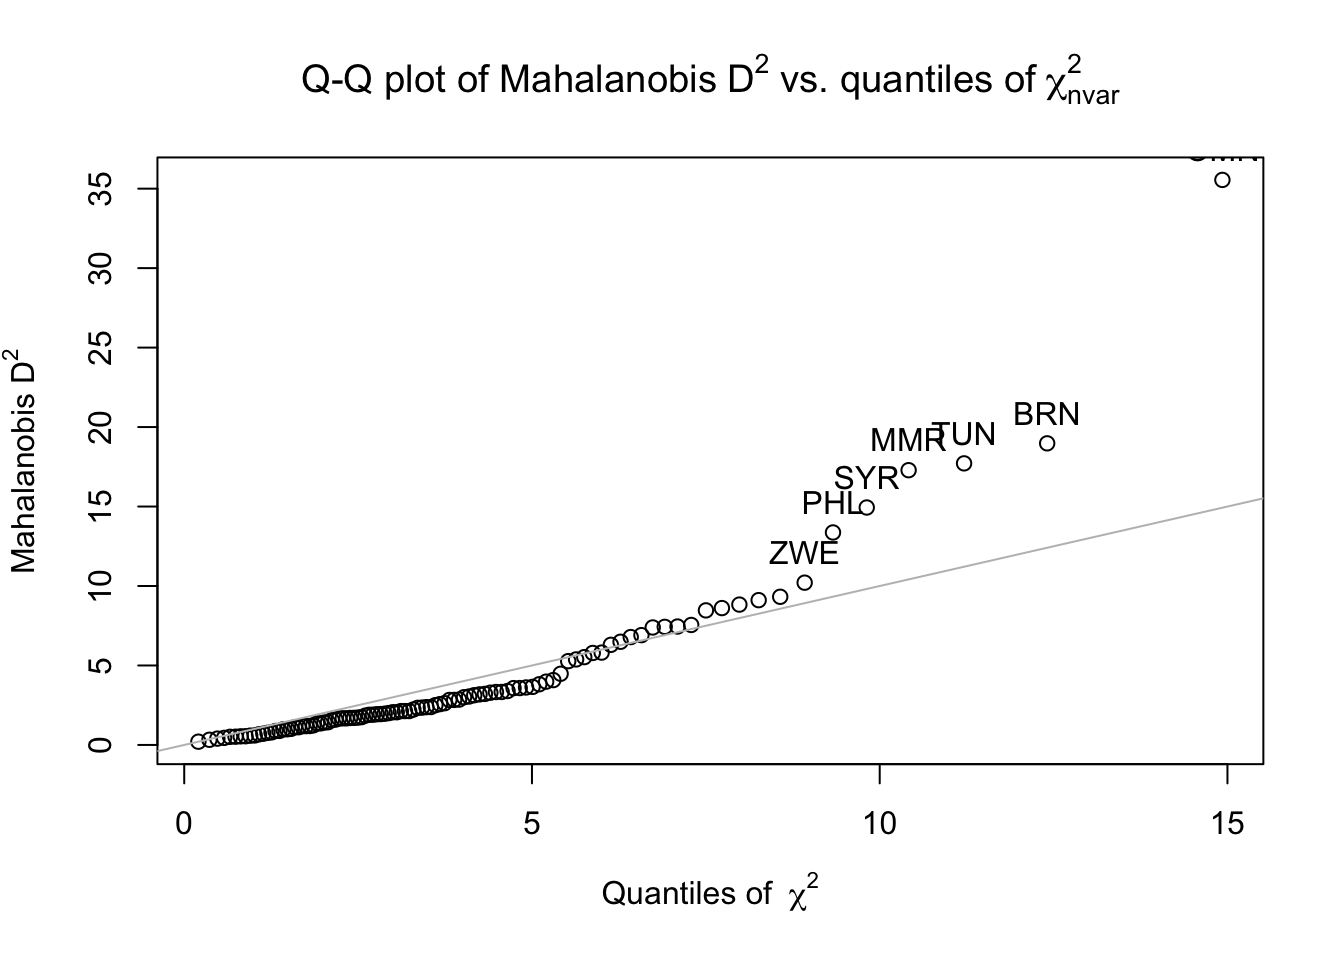 Q-Q plot of Mahalanobis D² vs. quantiles of χ²nvar
Mahalanobis D²
35
30
25
20
15
10
5
0
BRN
TUN
MMR
SYR
PHL
ZWE
0 5 10 15
Quantiles of χ²